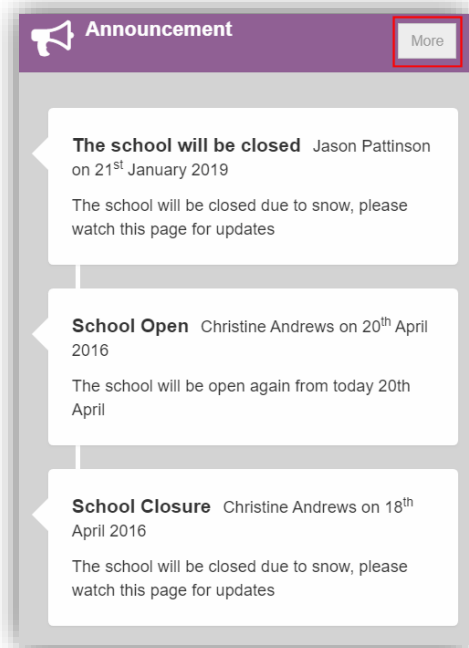 Announcement
More
The school will be closed Jason Pattinson
on 21st January 2019
The school will be closed due to snow, please
watch this page for updates
School Open Christine Andrews on 20th April
2016
The school will be open again from today 20th
April
School Closure Christine Andrews on 18th
April 2016
The school will be closed due to snow, please
watch this page for updates